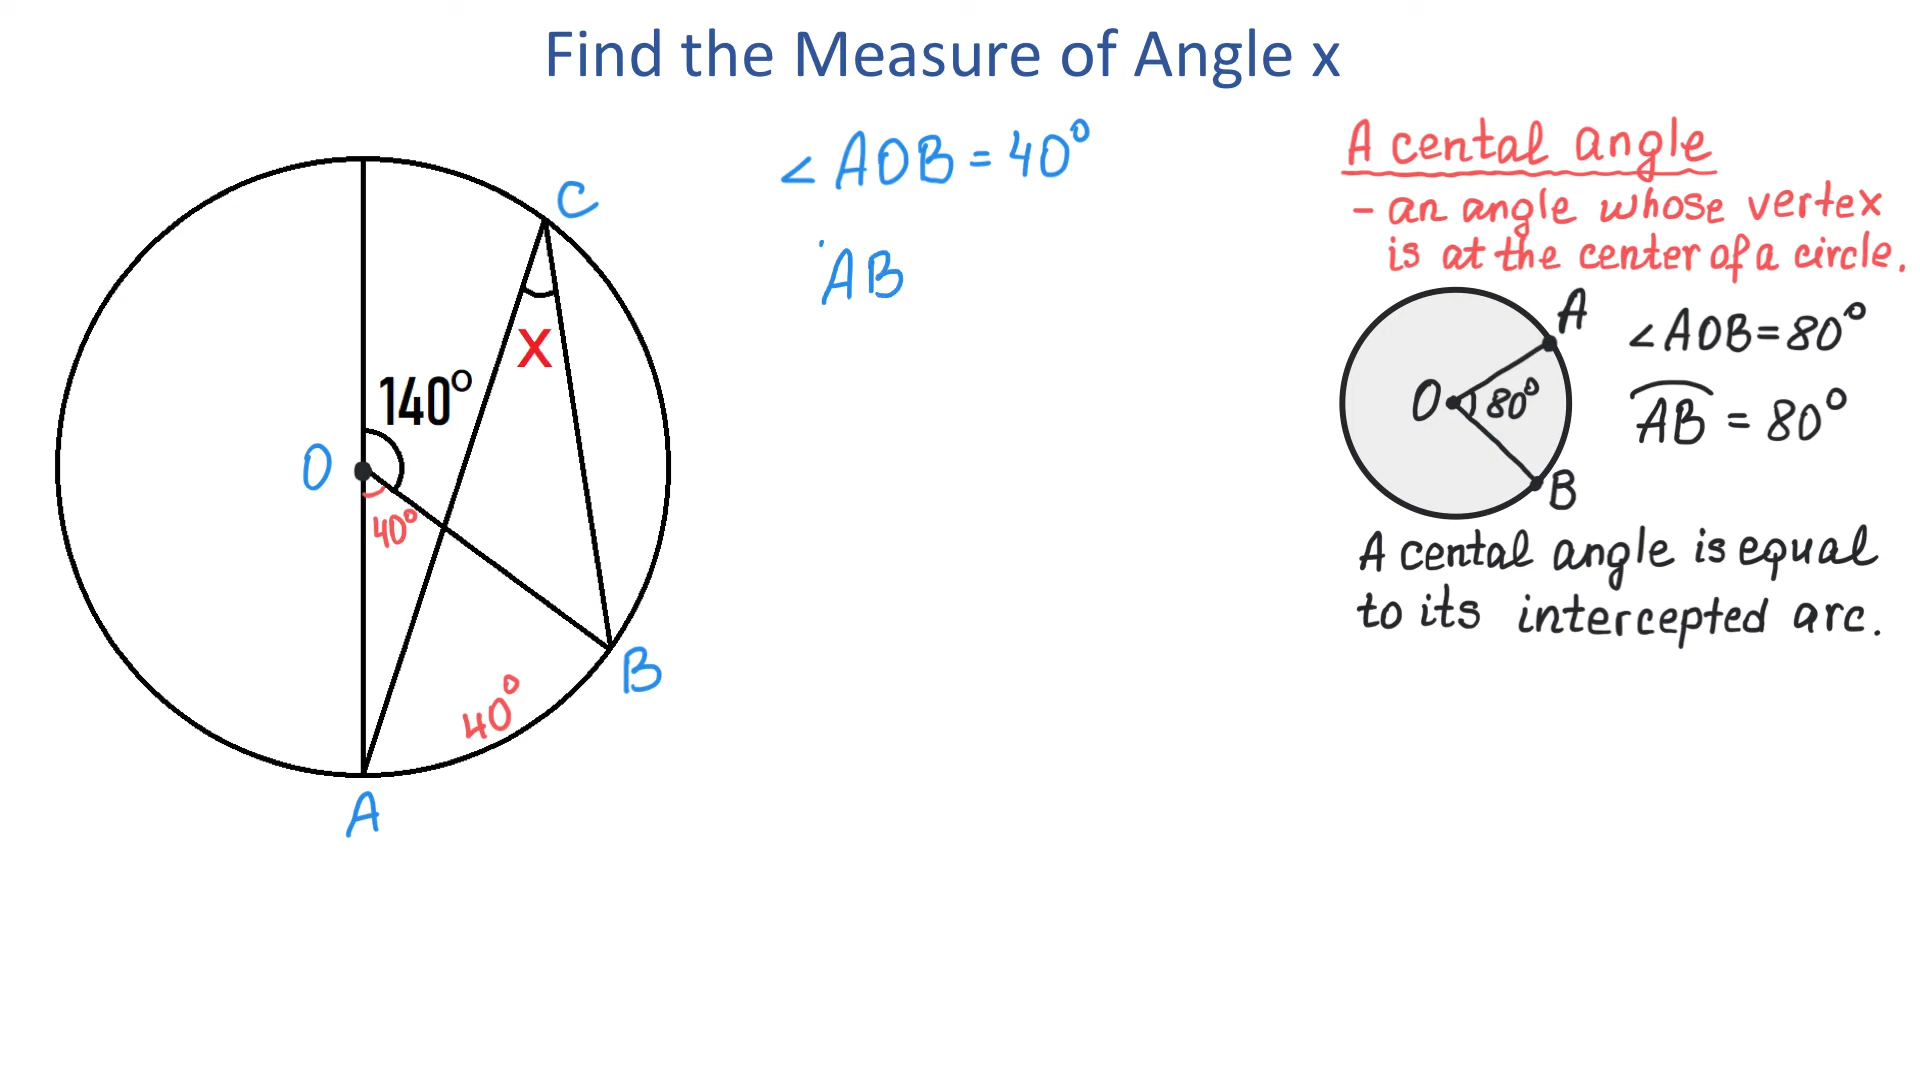 Find the Measure of Angle x
∠AOB = 40°
AB
C
x
140°
O
40°
B
40°
A
A cental angle
- an angle whose vertex
is at the center of a circle.
A
O 80°
B
∠AOB = 80°
A͡B = 80°
A cental angle is equal
to its intercepted arc.